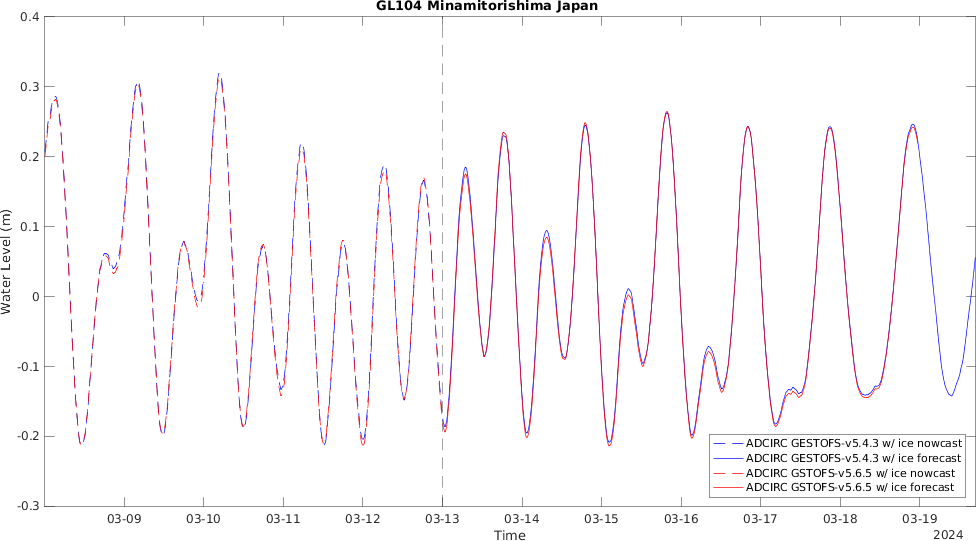 GL104 Minamitorishima Japan
0.4
0.3
0.2
0.1
0
-0.1
-0.2
-0.3
Water Level (m)
ADCIRC GESTOFS-v5.4.3 w/ ice nowcast
ADCIRC GESTOFS-v5.4.3 w/ ice forecast
ADCIRC GSTOFS-v5.6.5 w/ ice nowcast
ADCIRC GSTOFS-v5.6.5 w/ ice forecast
03-09 03-10 03-11 03-12 03-13 03-14 03-15 03-16 03-17 03-18 03-19
Time
2024